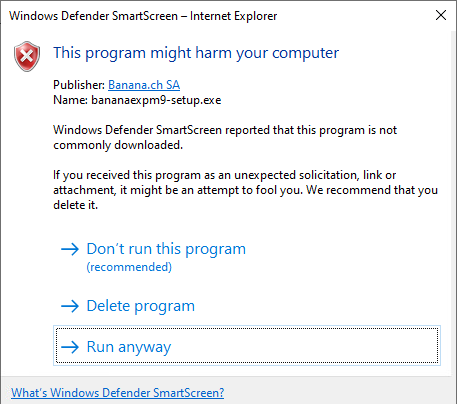 Windows Defender SmartScreen – Internet Explorer
This program might harm your computer
Publisher: Banana.ch SA
Name: bananaexpm9-setup.exe
Windows Defender SmartScreen reported that this program is not
commonly downloaded.
If you received this program as an unexpected solicitation, link or
attachment, it might be an attempt to fool you. We recommend that you
delete it.
Don't run this program
(recommended)
Delete program
Run anyway
What's Windows Defender SmartScreen?